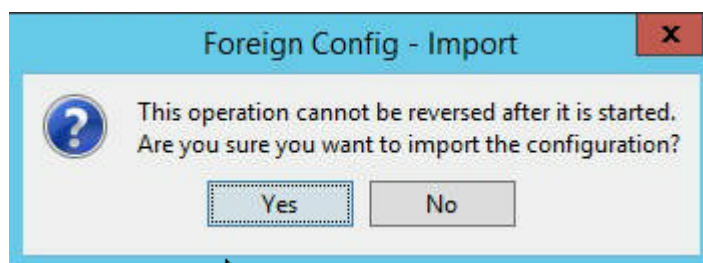 Foreign Config - Import
x
This operation cannot be reversed after it is started.
Are you sure you want to import the configuration?
Yes
No